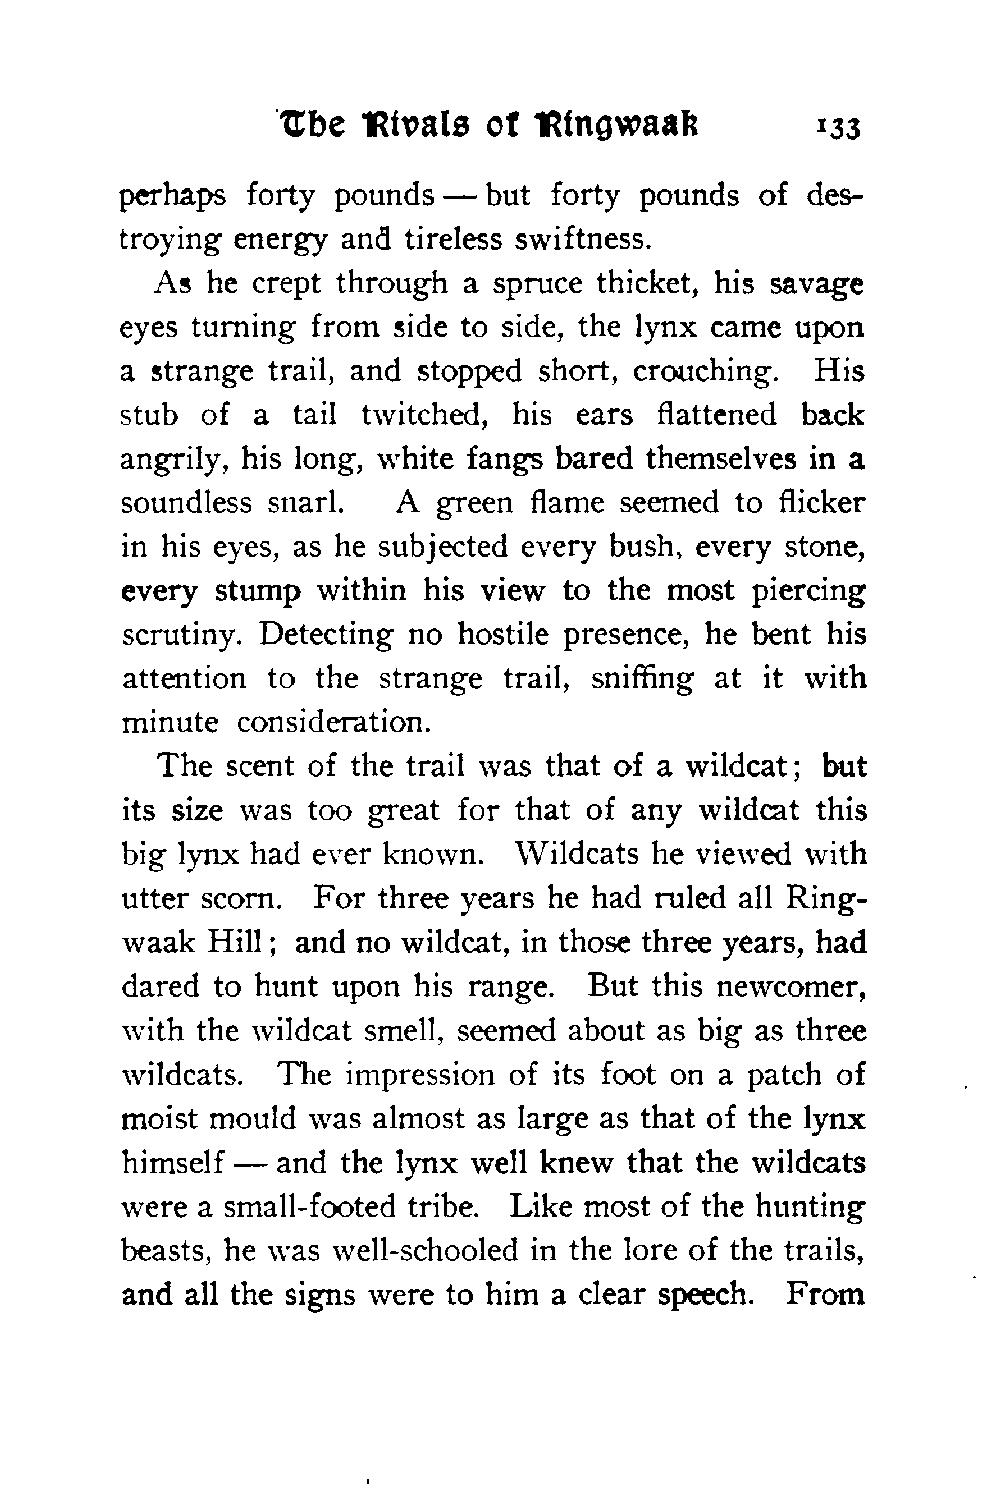 The Rivals of Ringwaak 133
perhaps forty pounds — but forty pounds of des-
troying energy and tireless swiftness.
As he crept through a spruce thicket, his savage
eyes turning from side to side, the lynx came upon
a strange trail, and stopped short, crouching. His
stub of a tail twitched, his ears flattened back
angrily, his long, white fangs bared themselves in a
soundless snarl. A green flame seemed to flicker
in his eyes, as he subjected every bush, every stone,
every stump within his view to the most piercing
scrutiny. Detecting no hostile presence, he bent his
attention to the strange trail, sniffing at it with
minute consideration.
The scent of the trail was that of a wildcat; but
its size was too great for that of any wildcat this
big lynx had ever known. Wildcats he viewed with
utter scorn. For three years he had ruled all Ring-
waak Hill; and no wildcat, in those three years, had
dared to hunt upon his range. But this newcomer,
with the wildcat smell, seemed about as big as three
wildcats. The impression of its foot on a patch of
moist mould was almost as large as that of the lynx
himself — and the lynx well knew that the wildcats
were a small-footed tribe. Like most of the hunting
beasts, he was well-schooled in the lore of the trails,
and all the signs were to him a clear speech. From